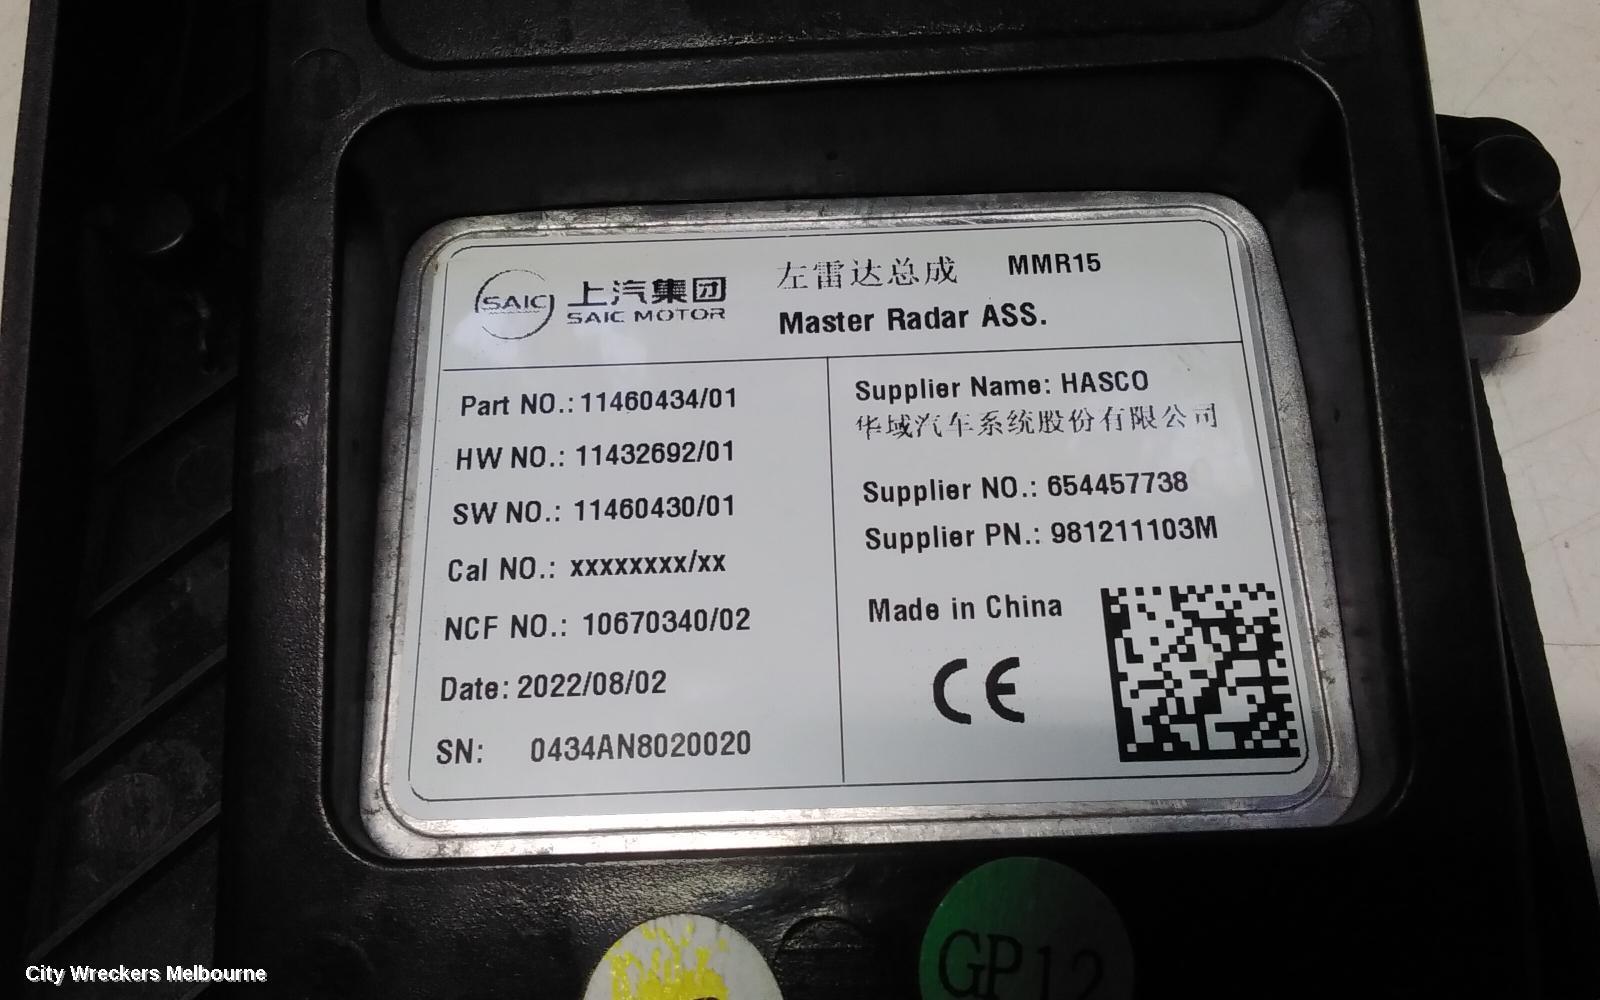 SAIC 上汽集团
SAIC MOTOR
左雷达总成 MMR15
Master Radar ASS.
Part NO.: 11460434/01
HW NO.: 11432692/01
SW NO.: 11460430/01
Cal NO.: xxxxxxxx/xx
NCF NO.: 10670340/02
Date: 2022/08/02
SN: 0434AN8020020
Supplier Name: HASCO
华域汽车系统股份有限公司
Supplier NO.: 654457738
Supplier PN.: 981211103M
Made in China
CE
GP12
City Wreckers Melbourne